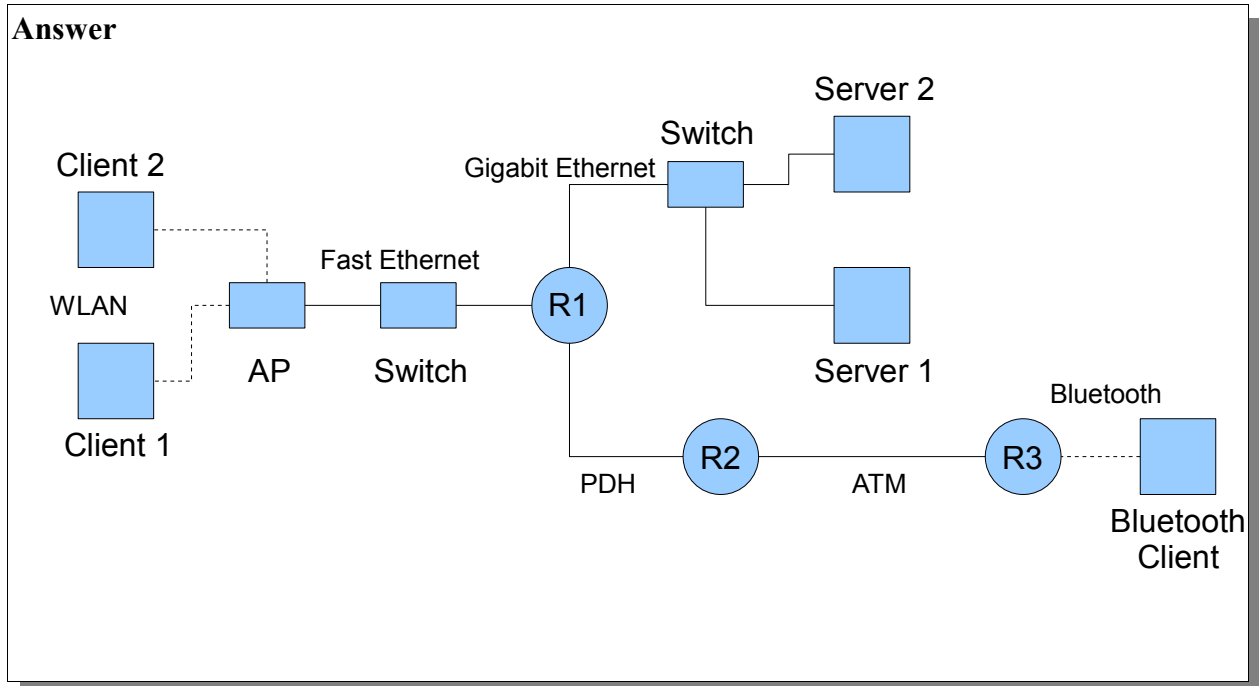 Answer
Server 2
Switch
Client 2
Gigabit Ethernet
Fast Ethernet
WLAN
R1
AP
Switch
Server 1
Client 1
Bluetooth
R2
R3
PDH
ATM
Bluetooth
Client